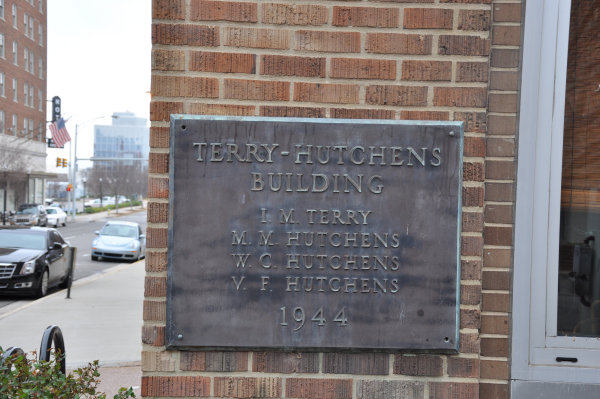 TERRY-HUTCHENS
BUILDING
I. M. TERRY
M. M. HUTCHENS
W. C. HUTCHENS
V. F. HUTCHENS
1944